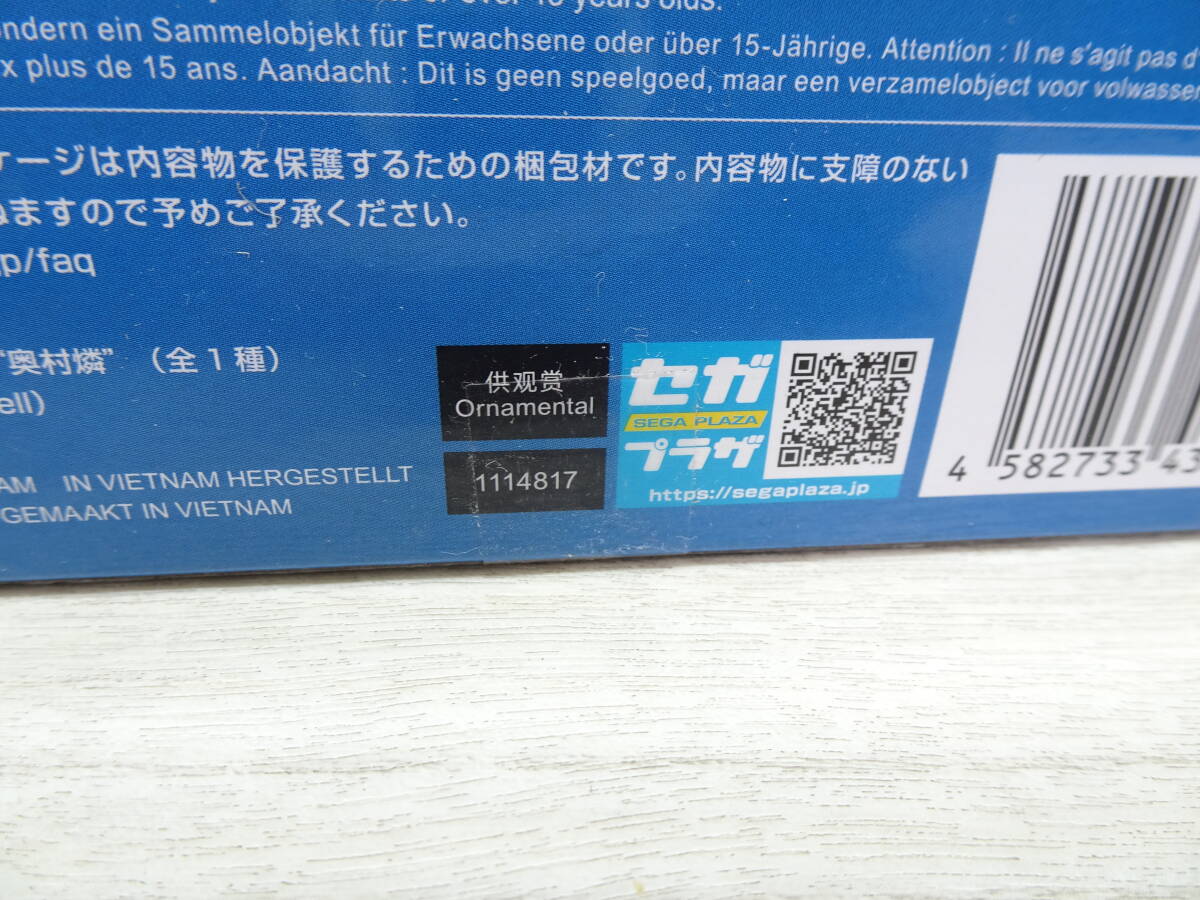 over 15 years olds.
ein Sammelobjekt für Erwachsene oder über 15-Jährige. Attention : Il ne s'agit pas
plus de 15 ans. Aandacht : Dit is geen speelgoed, maar een verzamelobject voor
ケージは内容物を保護するための梱包材です。内容物に支障のない
ねますので予めご了承ください。
/faq
"奥村燐" （全1種）
ell)
供观赏
Ornamental
1114817
セガ
SEGA PLAZA
プラザ
https://segaplaza.jp
4 582733 43
IN VIETNAM HERGESTELLT
GEMAAKT IN VIETNAM